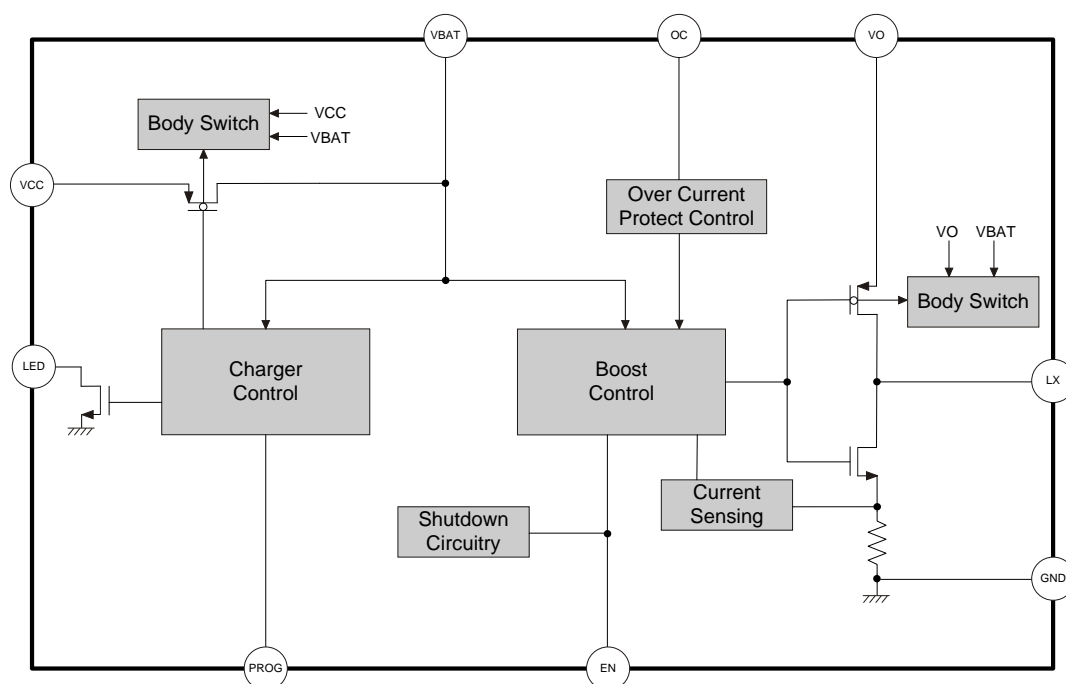 VBAT
OC
VO
Body Switch
VCC
VBAT
VCC
Over Current
Protect Control
VO
VBAT
Body Switch
LED
Charger
Control
Boost
Control
LX
Shutdown
Circuitry
Current
Sensing
GND
PROG
EN